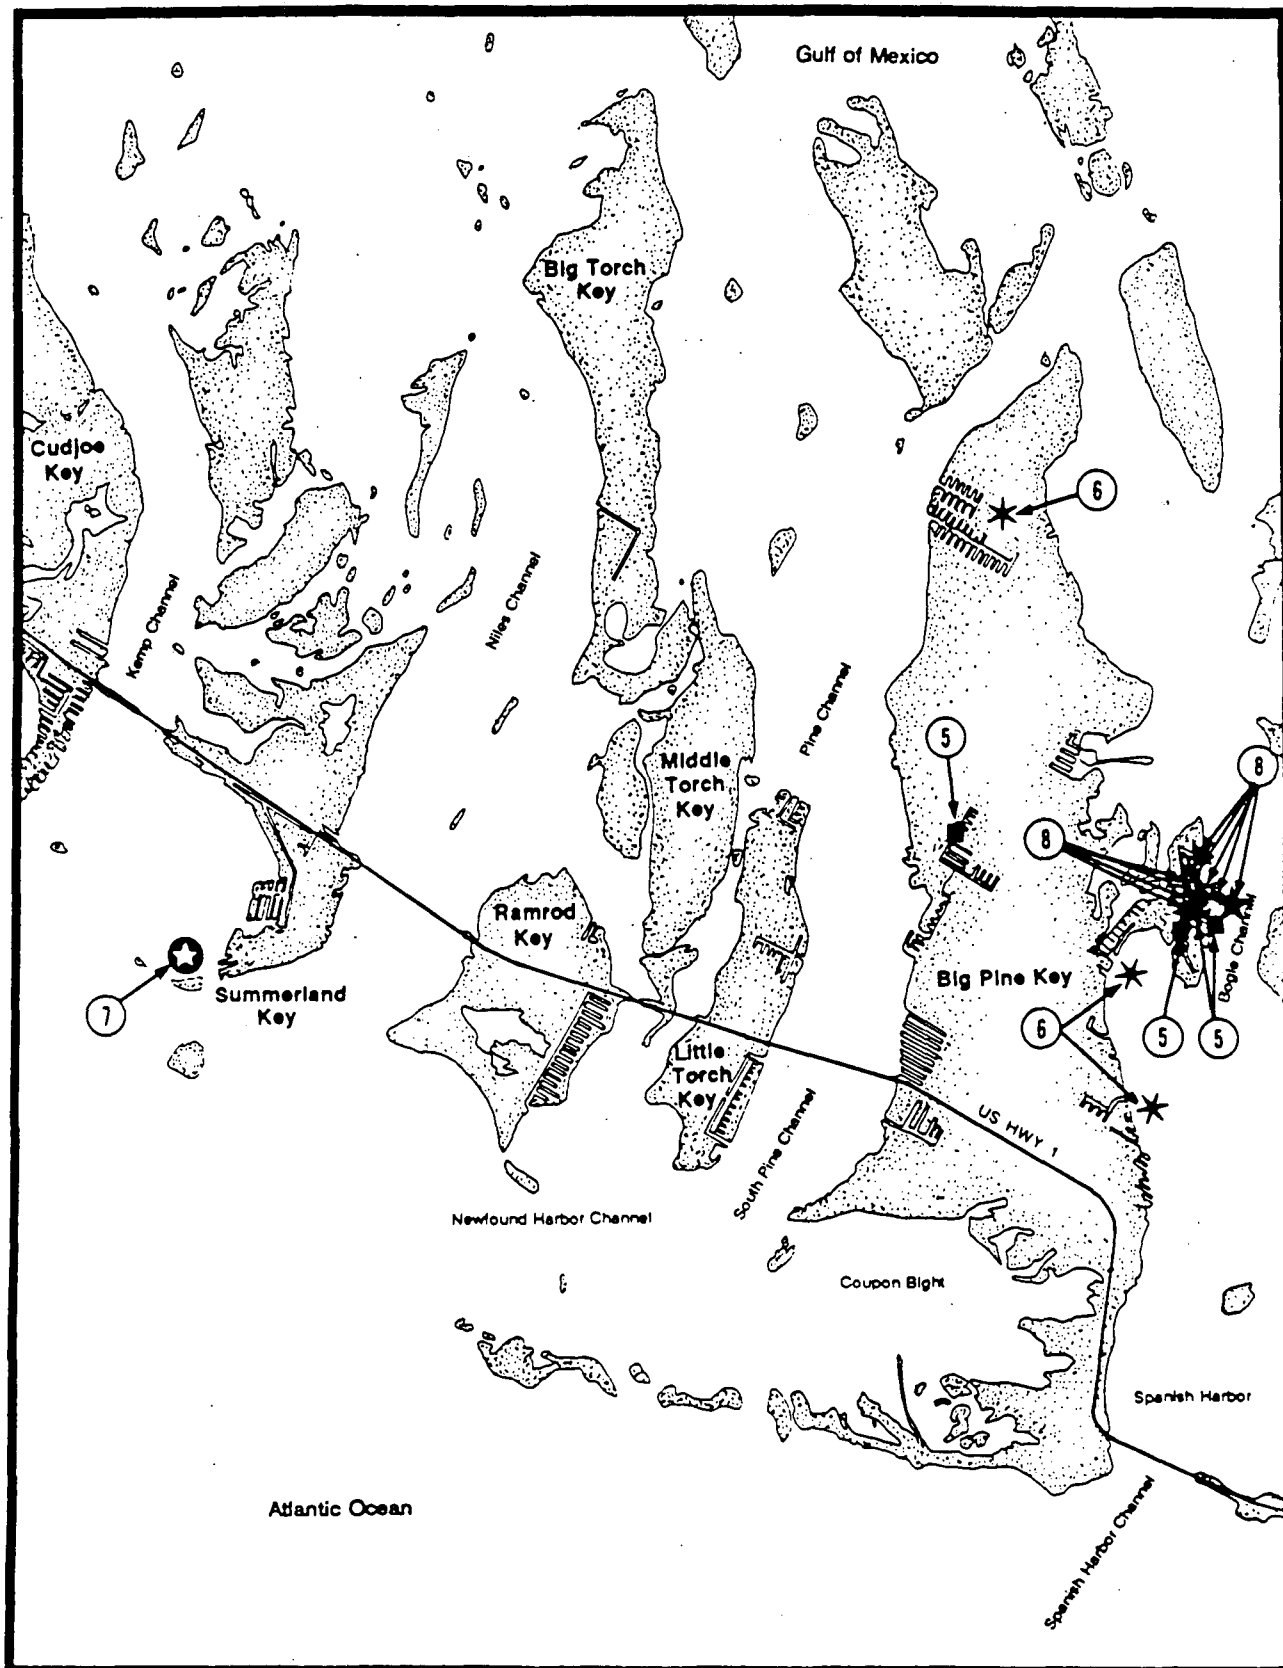 Gulf of Mexico
Big Torch
Key
Cudjoe
Key
6
Kemp Channel
Niles Channel
Pine Channel
5
Middle
Torch
Key
8
8
Ramrod
Key
Big Pine Key
Bogie Channel
7
Summerland
Key
6
5
5
Little
Torch
Key
US HWY 1
South Pine Channel
Newfound Harbor Channel
Coupon Bight
Spanish Harbor
Atlantic Ocean
Spanish Harbor Channel